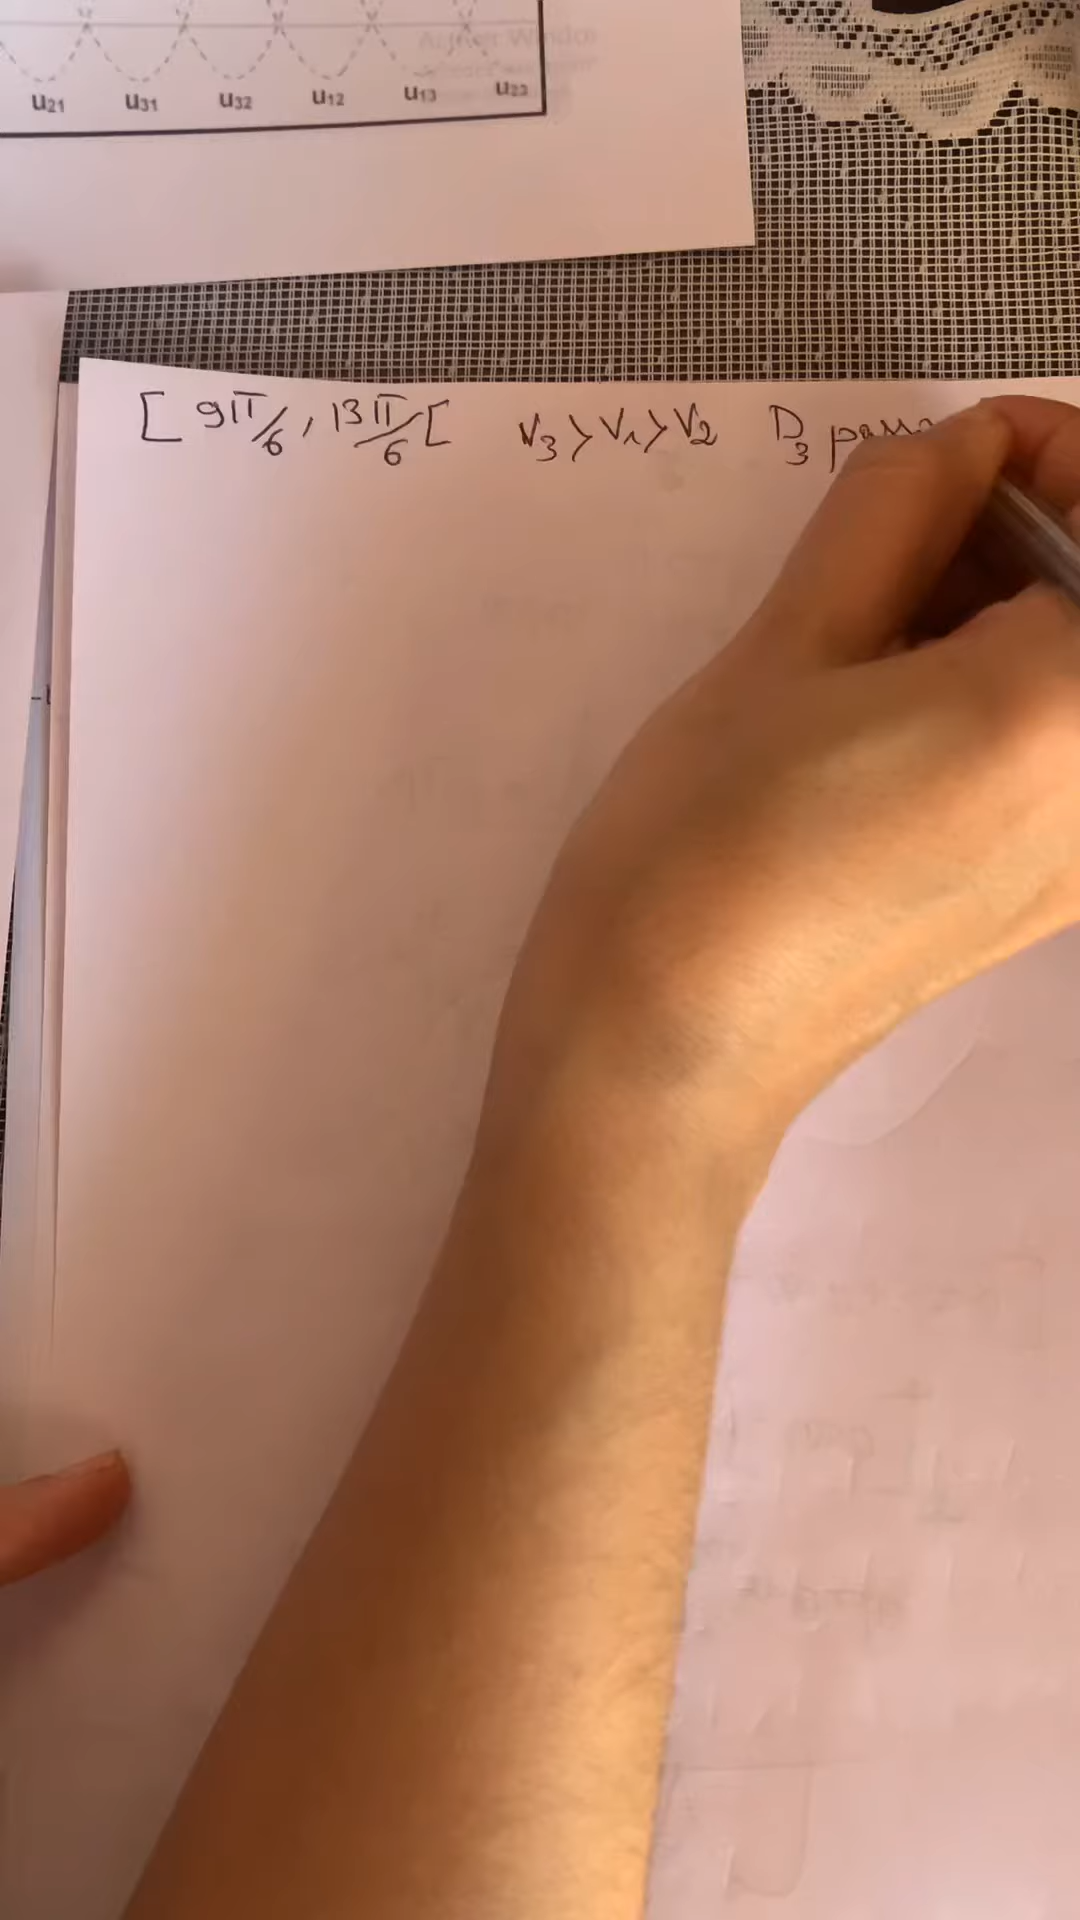 u21 u31 u32 u12 u13 u23
[ 9π/6 , 13π/6 [ V3 > V1 > V2 D3